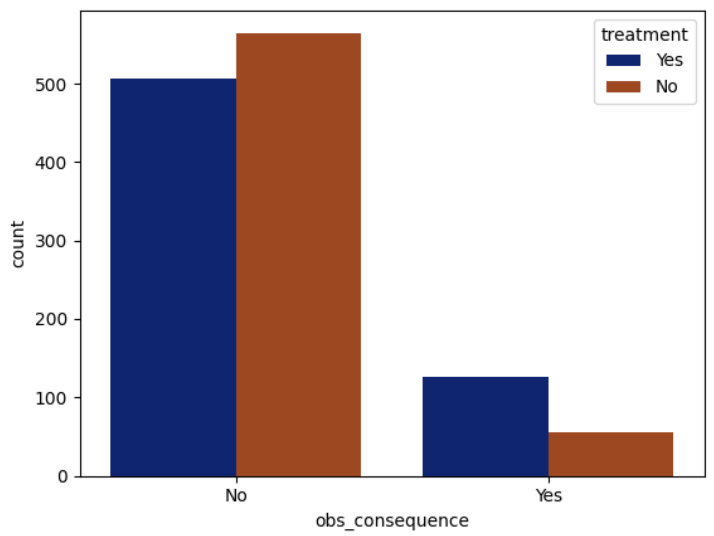 treatment
Yes
No
500
400
300
200
100
0
count
No
Yes
obs_consequence